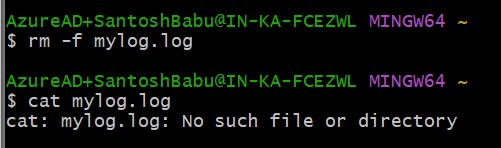 AzureAD+SantoshBabu@IN-KA-FCEZWL MINGW64 ~
$ rm -f mylog.log
AzureAD+SantoshBabu@IN-KA-FCEZWL MINGW64 ~
$ cat mylog.log
cat: mylog.log: No such file or directory